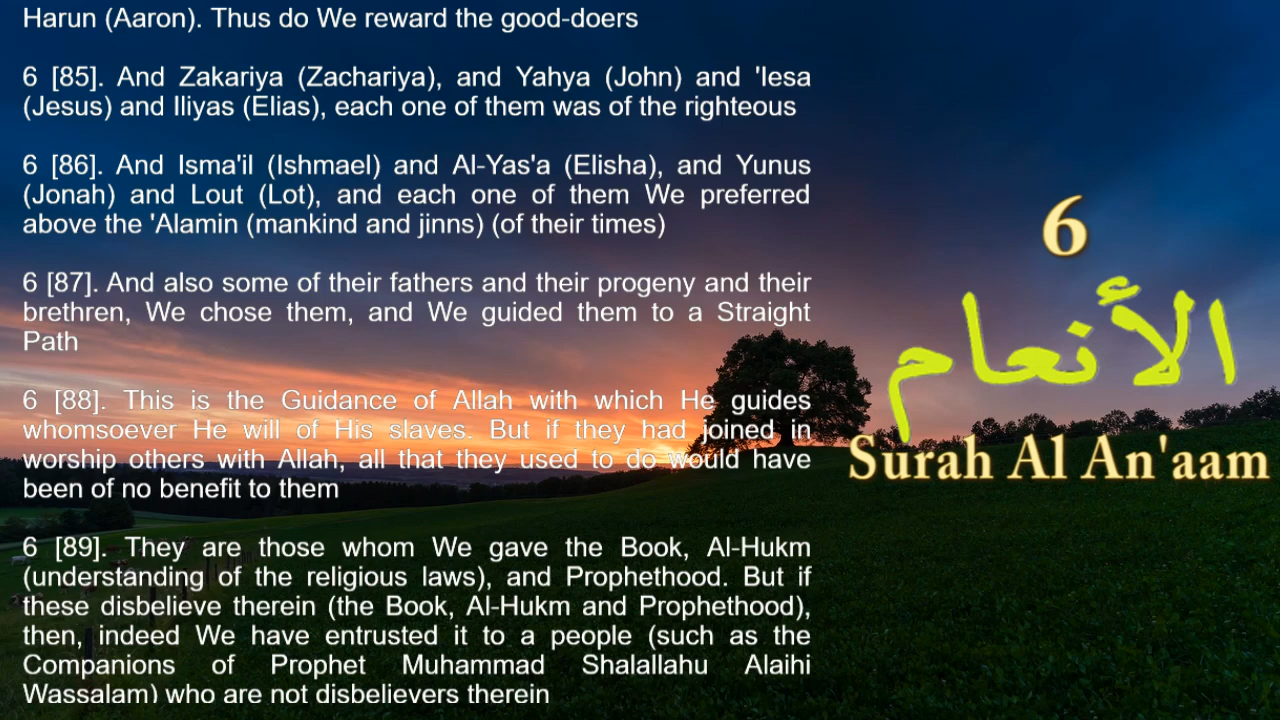 Harun (Aaron). Thus do We reward the good-doers
6 [85]. And Zakariya (Zachariya), and Yahya (John) and 'Iesa
(Jesus) and Iliyas (Elias), each one of them was of the righteous
6 [86]. And Isma'il (Ishmael) and Al-Yas'a (Elisha), and Yunus
(Jonah) and Lout (Lot), and each one of them We preferred
above the 'Alamin (mankind and jinns) (of their times)
6 [87]. And also some of their fathers and their progeny and their
brethren, We chose them, and We guided them to a Straight
Path
6 [88]. This is the Guidance of Allah with which He guides
whomsoever He will of His slaves. But if they had joined in
worship others with Allah, all that they used to do would have
been of no benefit to them
6 [89]. They are those whom We gave the Book, Al-Hukm
(understanding of the religious laws), and Prophethood. But if
these disbelieve therein (the Book, Al-Hukm and Prophethood),
then, indeed We have entrusted it to a people (such as the
Companions of Prophet Muhammad Shalallahu Alaihi
Wassalam) who are not disbelievers therein
6
الأنعام
Surah Al An'aam